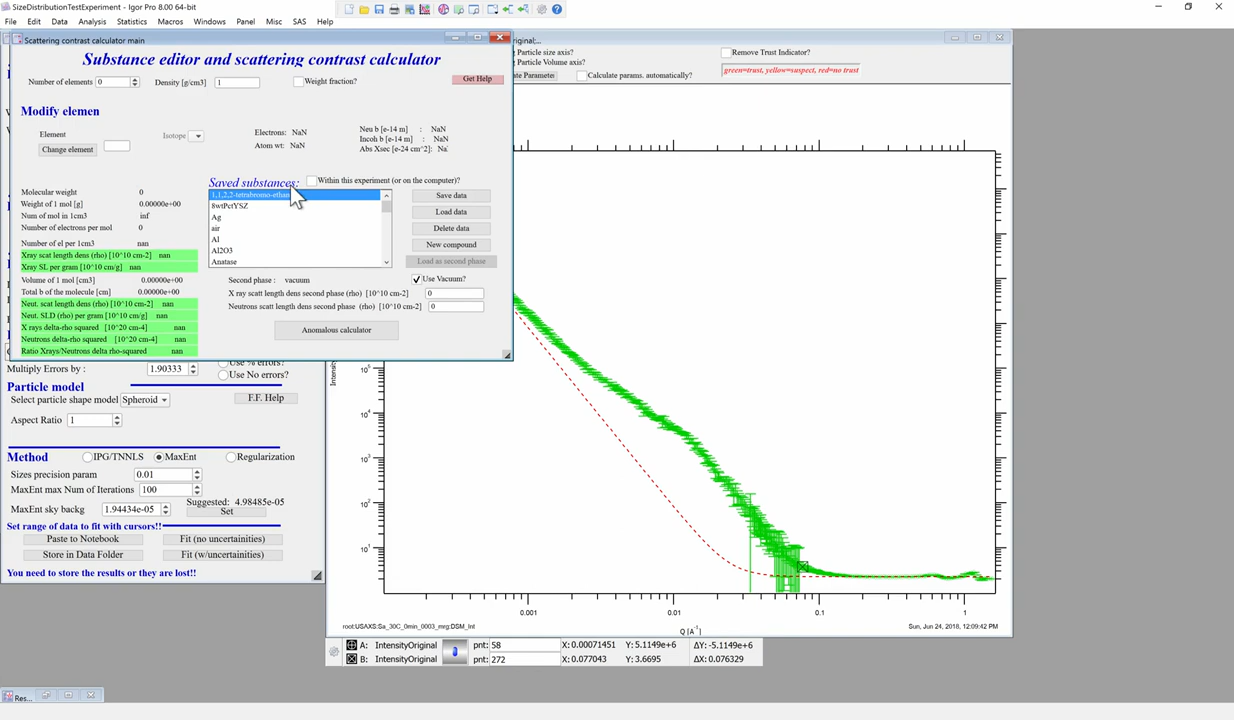 SizeDistributionTestExperiment - Igor Pro 8.00 64-bit
File Edit Data Analysis Statistics Macros Windows Panel Misc SAS Help
Scattering contrast calculator main
Substance editor and scattering contrast calculator
Number of elements 0 Density [g/cm3] 1 Weight fraction? Get Help
Modify elemen
Element Isotope
Change element
Electrons: NaN
Atom wt: NaN
Neu b [e-14 m] : NaN
Incoh b [e-14 m] : NaN
Abs Xsec [e-24 cm^2]: Na
Saved substances: Within this experiment (or on the computer)?
1,1,2,2-tetrabromo-ethan
8wtPctYSZ
Ag
air
Al
Al2O3
Anatase
Save data
Load data
Delete data
New compound
Load as second phase
Molecular weight 0
Weight of 1 mol [g] 0.00000e+00
Num of mol in 1cm3 inf
Number of electrons per mol 0
Number of el per 1cm3 nan
Xray scat length dens (rho) [10^10 cm-2] nan
Xray SL per gram [10^10 cm/g] nan
Volume of 1 mol [cm3] 0.00000e+00
Total b of the molecule [cm] 0.00000e+00
Neut. scat length dens (rho) [10^10 cm-2] nan
Neut. SLD (rho) per gram [10^10 cm/g] nan
X rays delta-rho squared [10^20 cm-4] nan
Neutrons delta-rho squared [10^20 cm-4] nan
Ratio Xrays/Neutrons delta rho-squared nan
Second phase : vacuum Use Vacuum?
X ray scatt length dens second phase (rho) [10^10 cm-2] 0
Neutrons scatt length dens second phase (rho) [10^10 cm-2] 0
Anomalous calculator
Use % errors?
Multiply Errors by : 1.90333 Use No errors?
Particle model
Select particle shape model Spheroid F.F. Help
Aspect Ratio 1
Method IPG/TNNLS MaxEnt Regularization
Sizes precision param 0.01
MaxEnt max Num of Iterations 100
MaxEnt sky backg 1.94434e-05 Suggested: 4.98485e-05
Set
Set range of data to fit with cursors!!
Paste to Notebook Fit (no uncertainities)
Store in Data Folder Fit (w/uncertainities)
You need to store the results or they are lost!!
riginal;...
Particle size axis? Remove Trust Indicator?
Particle Volume axis?
green=trust, yellow=suspect, red=no trust
ate Parameter Calculate params. automatically?
Intensity
10^5
10^4
10^3
10^2
10^1
0.001 0.01 0.1 1
Q [A^-1]
root:USAXS:Sa_30C_0min_0003_mrg:DSM_Int Sun, Jun 24, 2018, 12:09:42 PM
A: IntensityOriginal pnt: 58 X: 0.00071451 Y: 5.1149e+6 ΔY: -5.1149e+6
B: IntensityOriginal pnt: 272 X: 0.077043 Y: 3.6695 ΔX: 0.076329
Res...